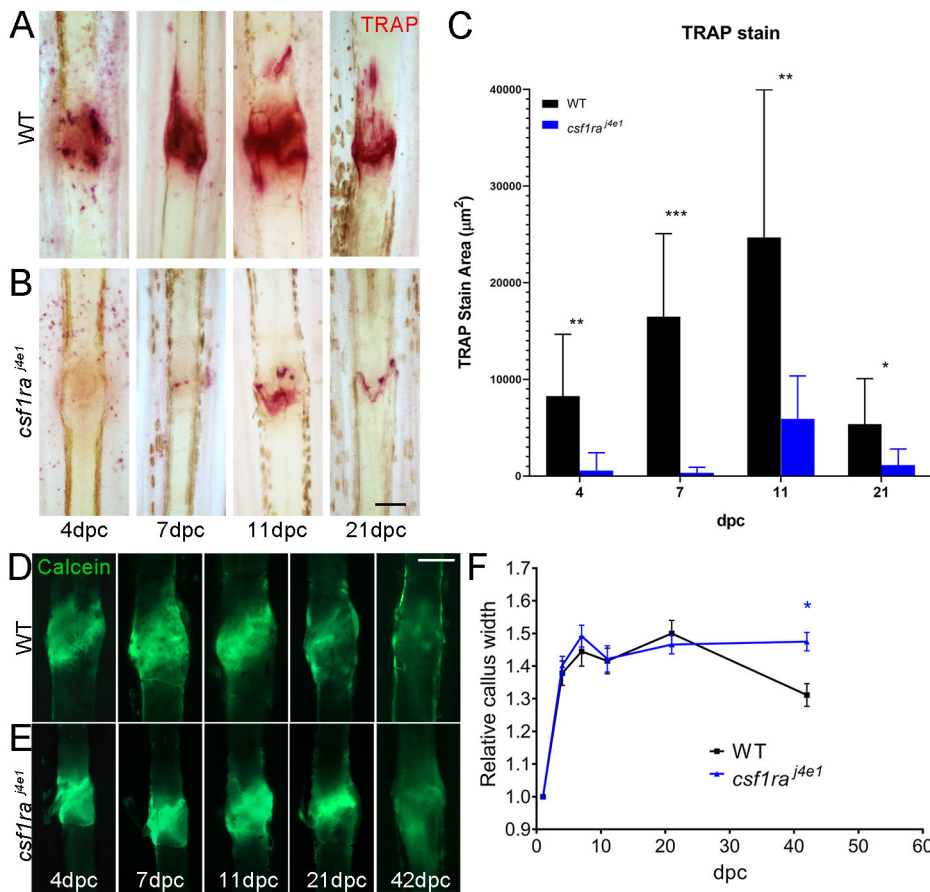 A
TRAP
WT
B
csf1ra j4e1
4dpc
7dpc
11dpc
21dpc
C
TRAP stain
WT
csf1ra j4e1
TRAP Stain Area (μm²)
40000
30000
20000
10000
0
**
***
**
*
4
7
11
21
dpc
D
Calcein
WT
E
csf1ra j4e1
4dpc
7dpc
11dpc
21dpc
42dpc
F
Relative callus width
1.7
1.6
1.5
1.4
1.3
1.2
1.1
1.0
0.9
*
WT
csf1ra j4e1
0
10
20
30
40
50
60
dpc